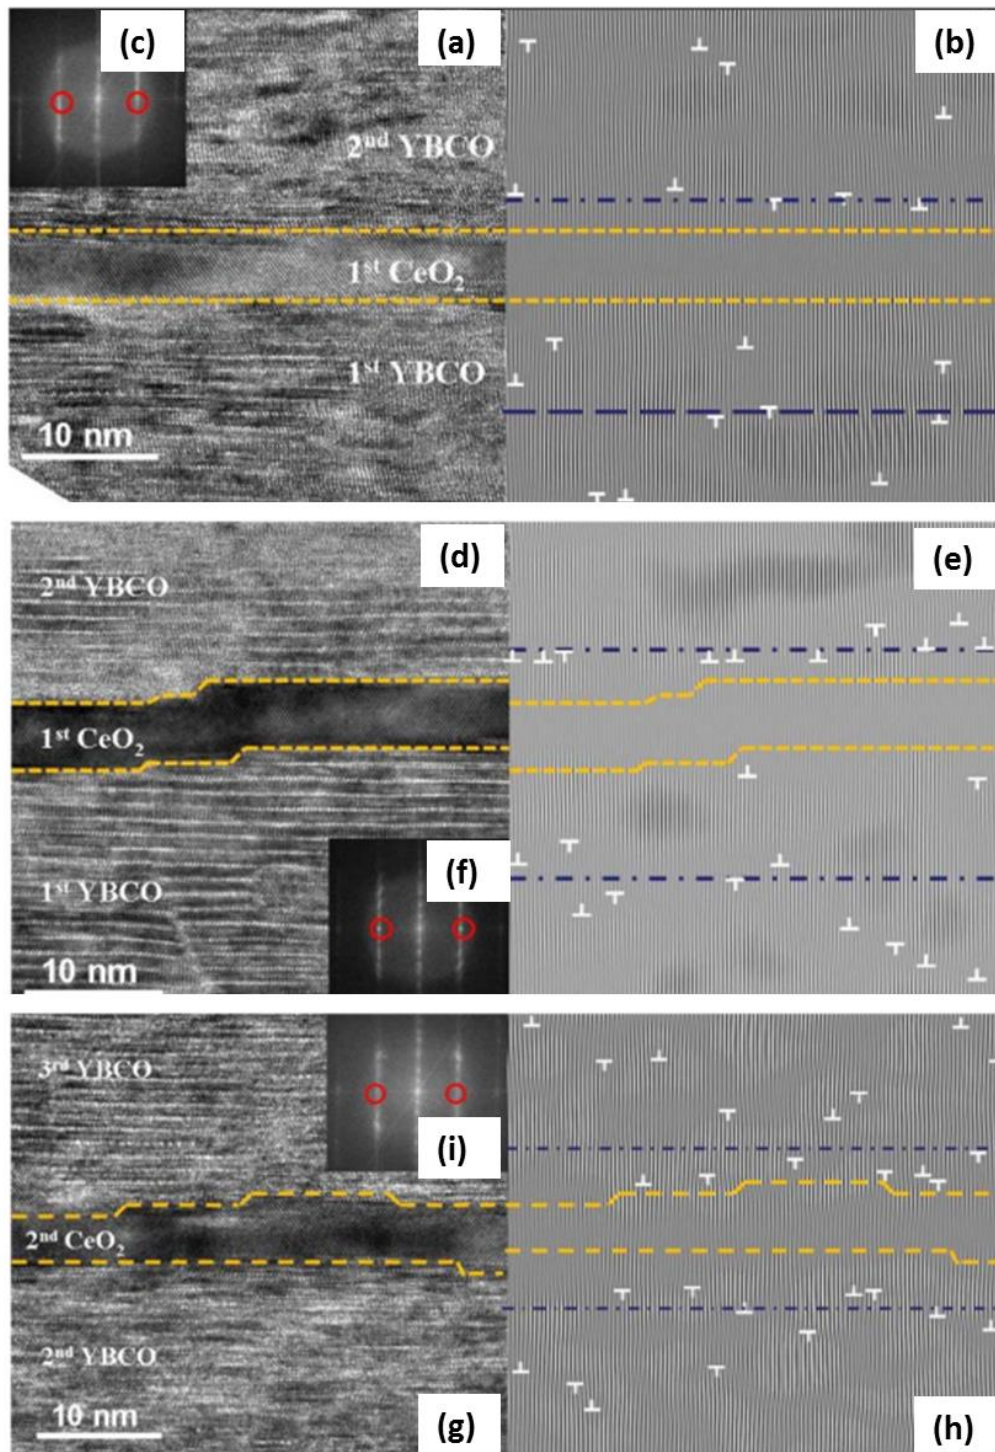 (c) (a) (b)
2nd YBCO
1st CeO2
1st YBCO
10 nm
(d) (e)
2nd YBCO
1st CeO2
1st YBCO
(f)
10 nm
3rd YBCO
(i)
2nd CeO2
2nd YBCO
10 nm
(g) (h)